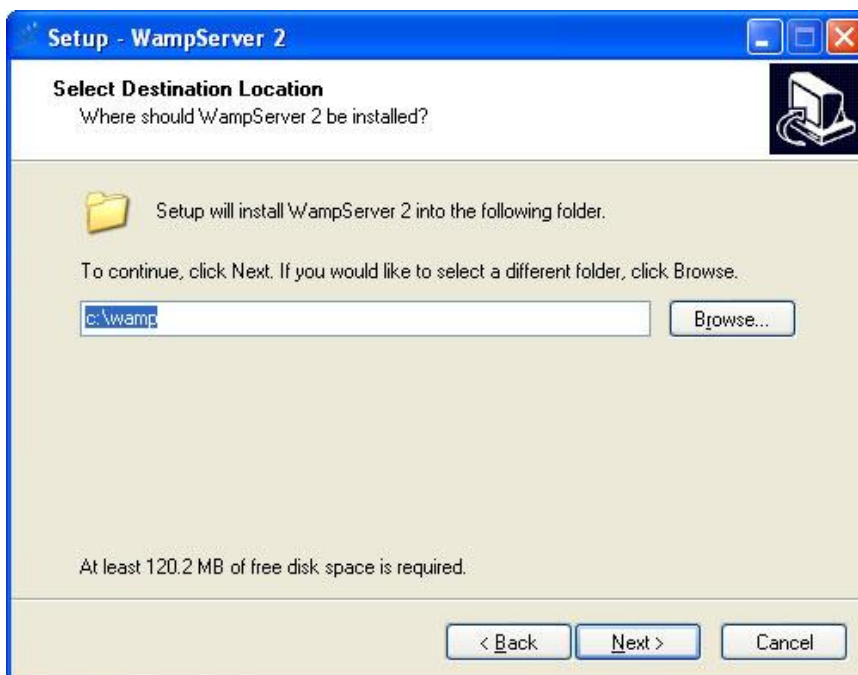 Setup - WampServer 2
Select Destination Location
Where should WampServer 2 be installed?
Setup will install WampServer 2 into the following folder.
To continue, click Next. If you would like to select a different folder, click Browse.
c:\wamp
Browse...
At least 120.2 MB of free disk space is required.
< Back
Next >
Cancel